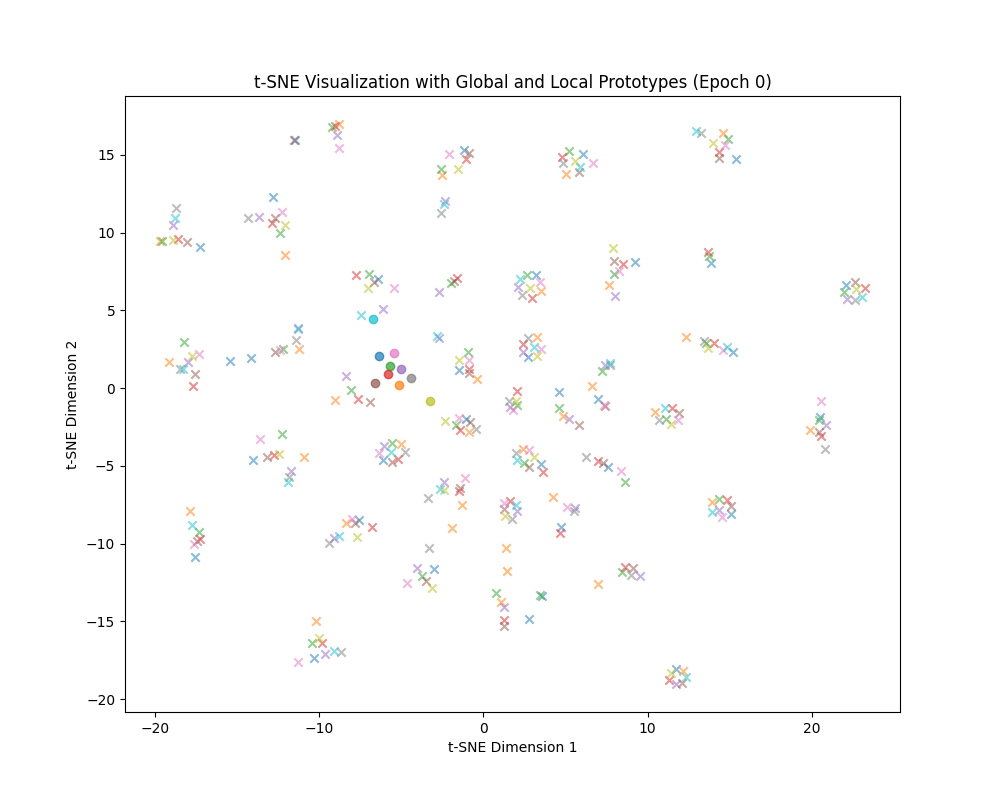 t-SNE Visualization with Global and Local Prototypes (Epoch 0)
15
10
5
0
−5
−10
−15
−20
t-SNE Dimension 2
−20 −10 0 10 20
t-SNE Dimension 1